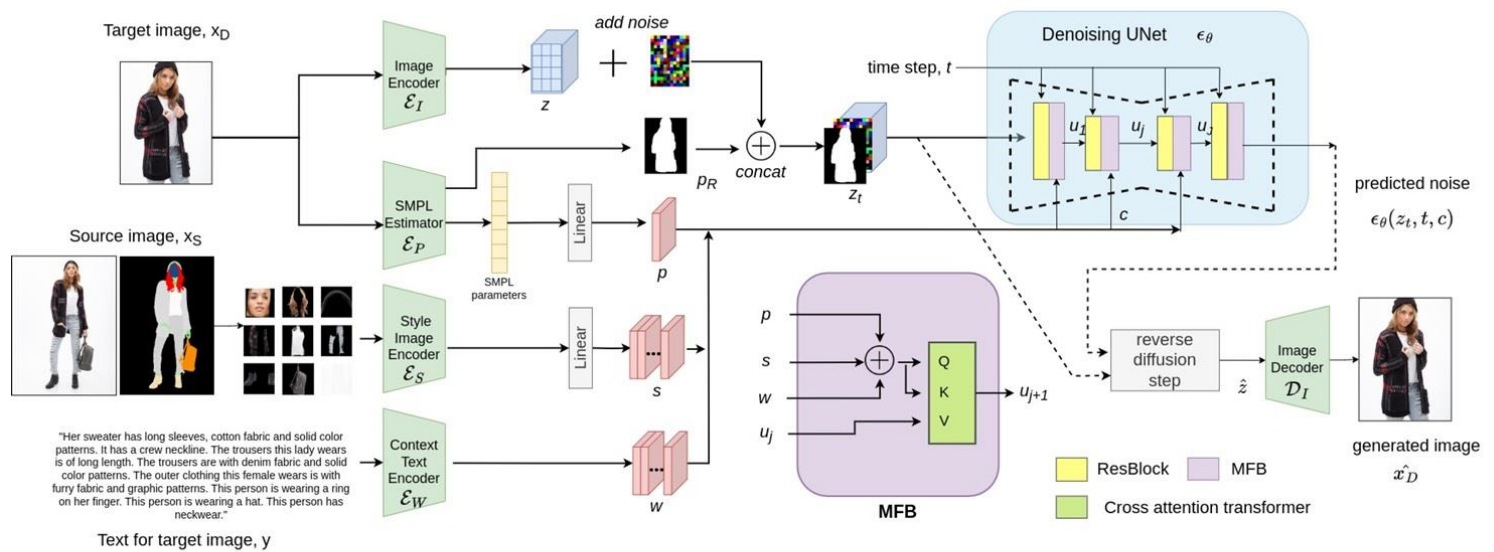 Target image, x_D
Image
Encoder
ℰ_I
z
add noise
+
Denoising UNet ϵ_θ
time step, t
u_1
u_j
u_J
c
SMPL
Estimator
ℰ_P
SMPL
parameters
Linear
p_R
concat
z_t
p
predicted noise
ϵ_θ(z_t, t, c)
Source image, x_S
Style
Image
Encoder
ℰ_S
Linear
...
s
"Her sweater has long sleeves, cotton fabric and solid color
patterns. It has a crew neckline. The trousers this lady wears
is of long length. The trousers are with denim fabric and solid
color patterns. The outer clothing this female wears is with
furry fabric and graphic patterns. This person is wearing a ring
on her finger. This person is wearing a hat. This person has
neckwear."
Text for target image, y
Context
Text
Encoder
ℰ_W
...
w
p
s
w
u_j
Q
K
V
u_{j+1}
MFB
reverse
diffusion
step
ẑ
Image
Decoder
𝒟_I
generated image
x̂_D
ResBlock
MFB
Cross attention transformer